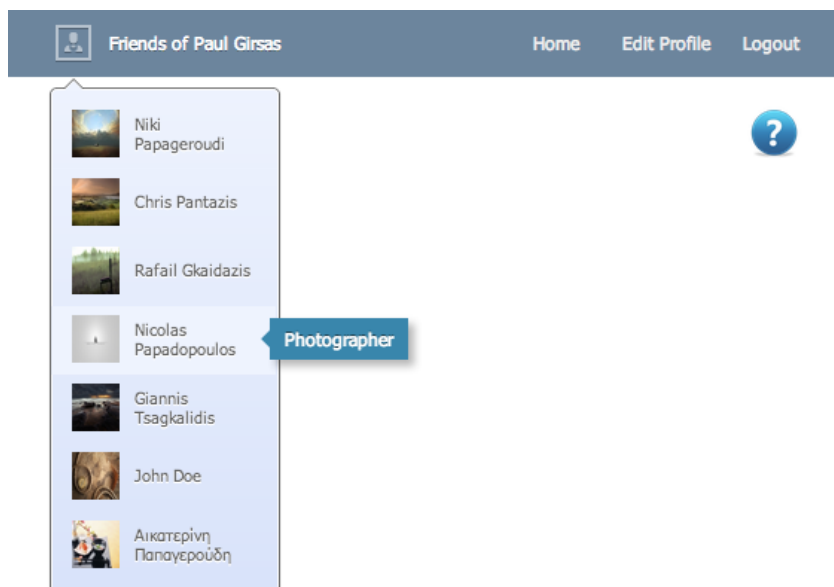 Friends of Paul Girsas
Home
Edit Profile
Logout
?
Niki
Papageroudi
Chris Pantazis
Rafail Gkaidazis
Nicolas
Papadopoulos
Photographer
Giannis
Tsagkalidis
John Doe
Αικατερίνη
Παπαγερούδη